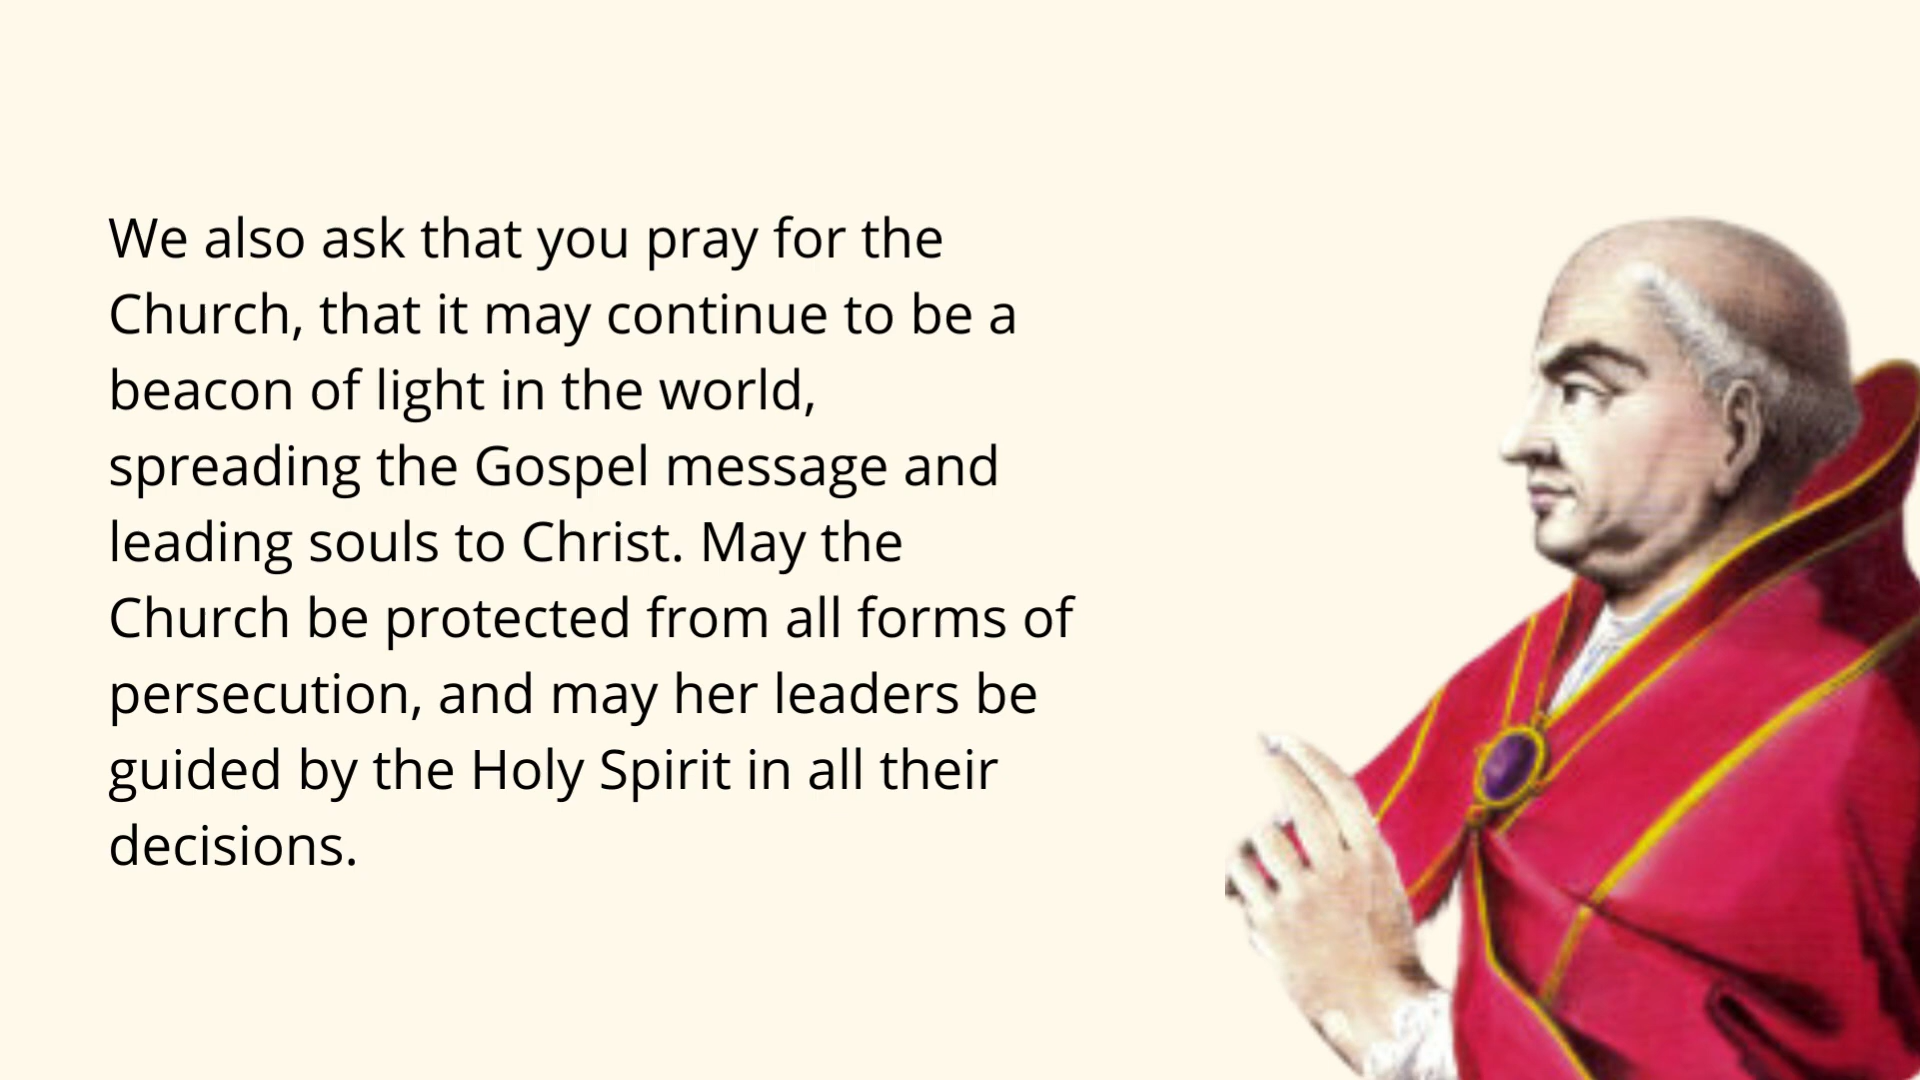 We also ask that you pray for the
Church, that it may continue to be a
beacon of light in the world,
spreading the Gospel message and
leading souls to Christ. May the
Church be protected from all forms of
persecution, and may her leaders be
guided by the Holy Spirit in all their
decisions.